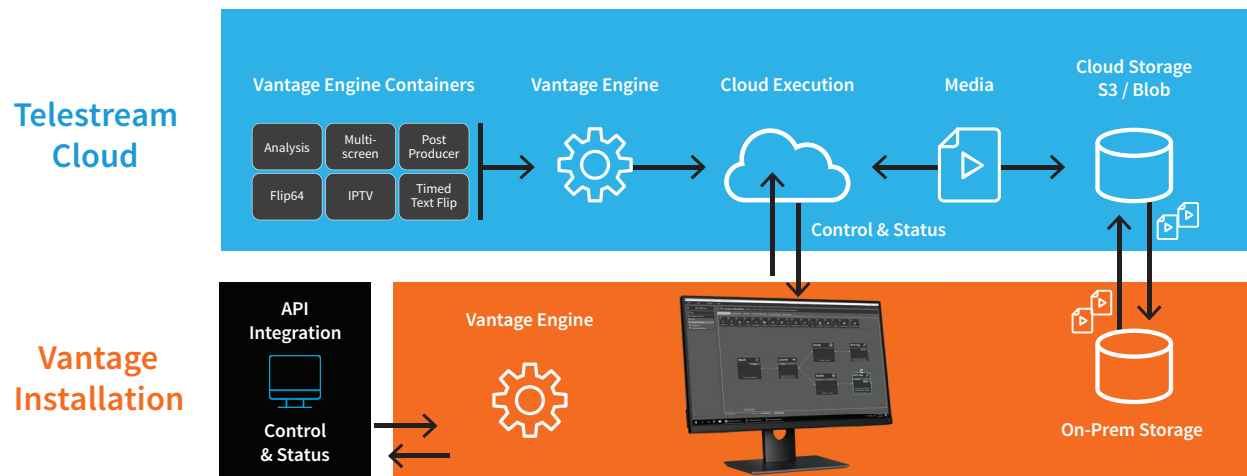 Telestream
Cloud
Vantage Engine Containers
Analysis
Multi-
screen
Post
Producer
Flip64
IPTV
Timed
Text Flip
Vantage Engine
Cloud Execution
Media
Cloud Storage
S3 / Blob
Control & Status
Vantage
Installation
API
Integration
Control
& Status
Vantage Engine
On-Prem Storage